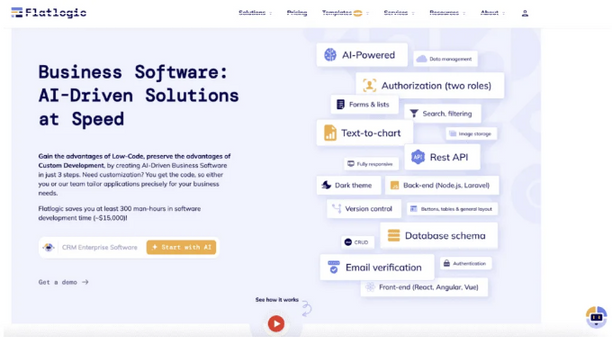 Flatlogic
Solutions Pricing Templates Services Resources About
Business Software:
AI-Driven Solutions
at Speed
Gain the advantages of Low-Code, preserve the advantages of
Custom Development, by creating AI-Driven Business Software
in just 3 steps. Need customization? You get the code, so either
you or our team tailor applications precisely for your business
needs.
Flatlogic saves you at least 300 man-hours in software
development time (~$15,000)!
CRM Enterprise Software
+ Start with AI
Get a demo →
AI-Powered
Data management
Authorization (two roles)
Forms & lists
Search, filtering
Text-to-chart
Image storage
API
Rest API
Fully responsive
Dark theme
Back-end (Node.js, Laravel)
Version control
Buttons, tables & general layout
Database schema
CRUD
Email verification
Authentication
Front-end (React, Angular, Vue)
See how it works